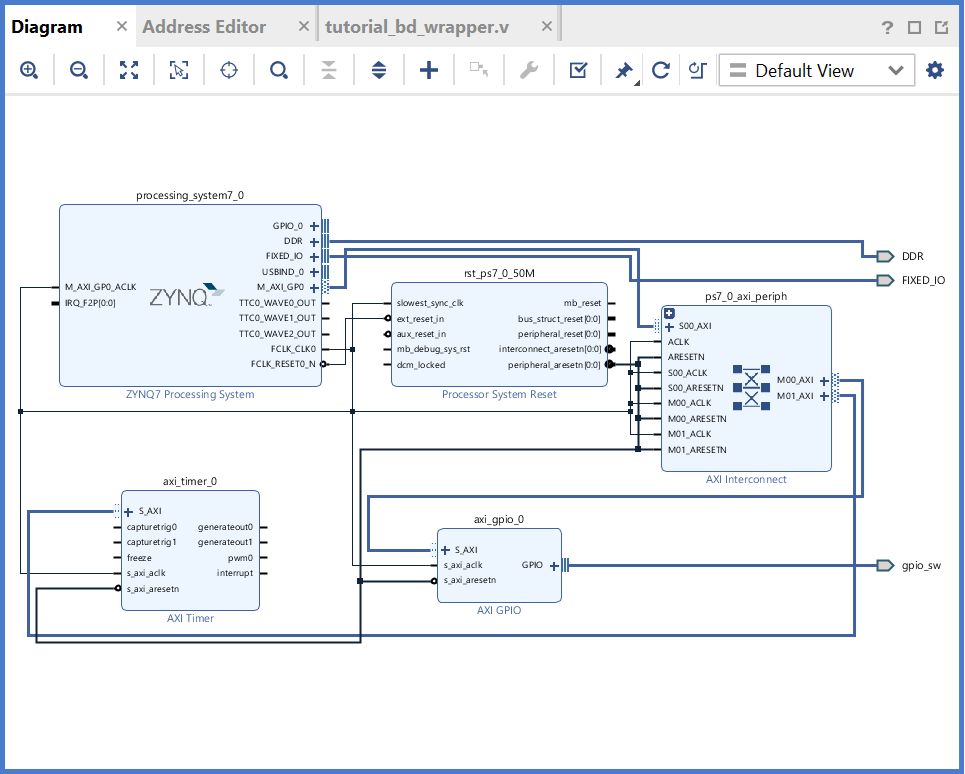 Diagram
Address Editor
tutorial_bd_wrapper.v
?
Default View
processing_system7_0
GPIO_0
DDR
FIXED_IO
USBIND_0
M_AXI_GP0_ACLK
M_AXI_GP0
IRQ_F2P[0:0]
ZYNQ
TTC0_WAVE0_OUT
TTC0_WAVE1_OUT
TTC0_WAVE2_OUT
FCLK_CLK0
FCLK_RESET0_N
ZYNQ7 Processing System
rst_ps7_0_50M
slowest_sync_clk
mb_reset
ext_reset_in
bus_struct_reset[0:0]
aux_reset_in
peripheral_reset[0:0]
mb_debug_sys_rst
interconnect_aresetn[0:0]
dcm_locked
peripheral_aresetn[0:0]
Processor System Reset
ps7_0_axi_periph
S00_AXI
ACLK
ARESETN
S00_ACLK
M00_AXI
S00_ARESETN
M01_AXI
M00_ACLK
M00_ARESETN
M01_ACLK
M01_ARESETN
AXI Interconnect
DDR
FIXED_IO
axi_timer_0
S_AXI
capturetrig0
generateout0
capturetrig1
generateout1
freeze
pwm0
s_axi_aclk
interrupt
s_axi_aresetn
AXI Timer
axi_gpio_0
S_AXI
s_axi_aclk
GPIO
s_axi_aresetn
AXI GPIO
gpio_sw